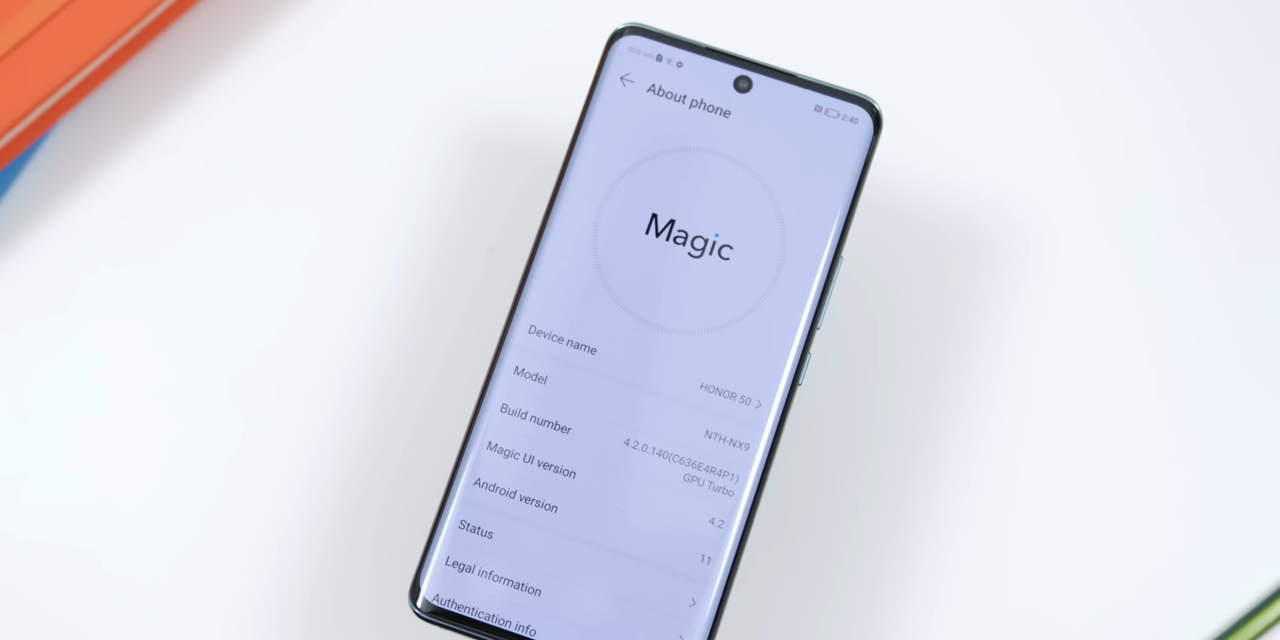 2:40
About phone
Magic
Device name
HONOR 50
Model
NTH-NX9
Build number
4.2.0.140(C636E4R4P1)
GPU Turbo
Magic UI version
4.2
Android version
11
Status
Legal information
Authentication info